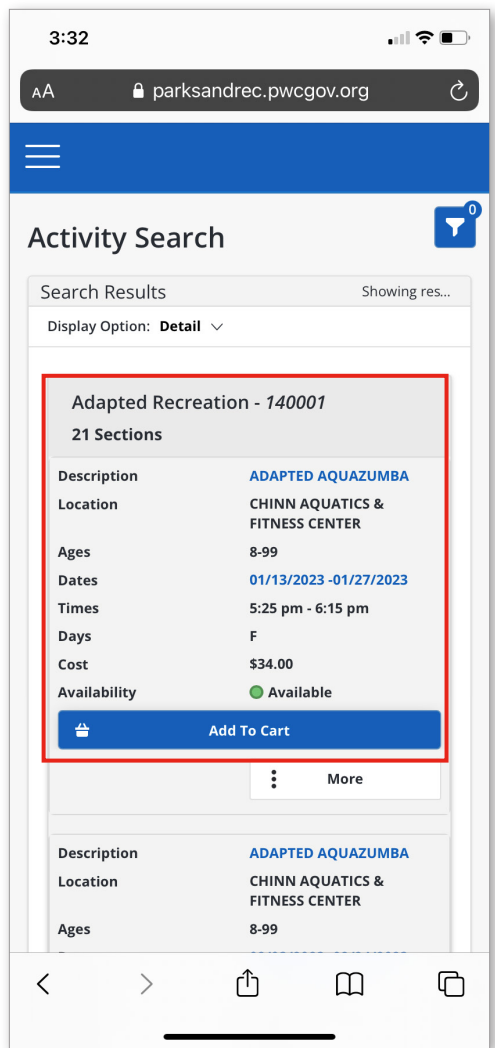 3:32
AA parksandrec.pwcgov.org
0
Activity Search
Search Results Showing res...
Display Option: Detail
Adapted Recreation - 140001
21 Sections
Description ADAPTED AQUAZUMBA
Location CHINN AQUATICS &
FITNESS CENTER
Ages 8-99
Dates 01/13/2023 -01/27/2023
Times 5:25 pm - 6:15 pm
Days F
Cost $34.00
Availability Available
Add To Cart
More
Description ADAPTED AQUAZUMBA
Location CHINN AQUATICS &
FITNESS CENTER
Ages 8-99